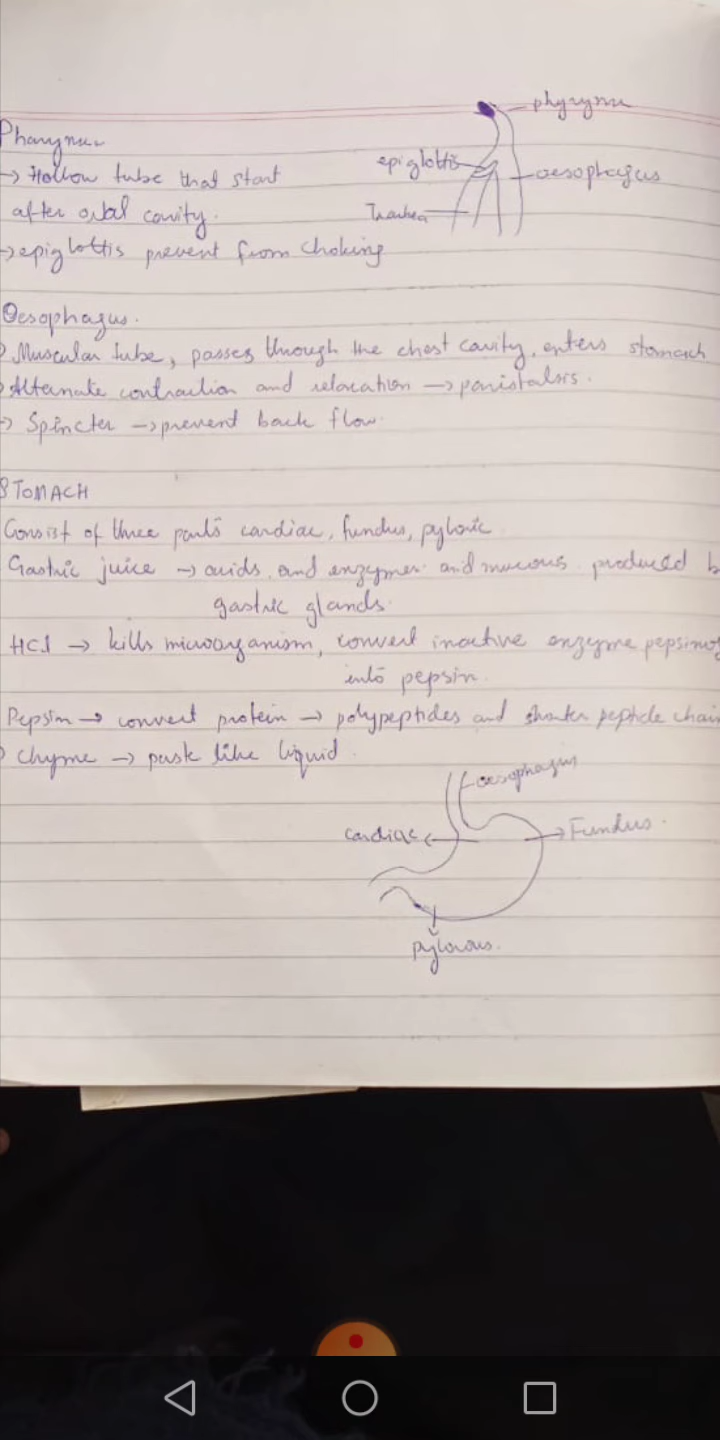 phyrynx
Pharynx
epiglottis
-> Hollow tube that start
oesophagus
after oral cavity.
Trachea
-> epiglottis prevent from choking
Oesophagus.
Muscular tube, passes through the chest cavity, enters stomach
Alternate contraction and relaxation -> peristalsis.
-> Spincter -> prevent back flow.
STOMACH
Consist of three parts cardiac, fundus, pyloric
Gastric juice -> acids and enzymes and mucous produced b
gastric glands.
HCl -> kills microorganism, convert inactive enzyme pepsinog
into pepsin.
Pepsin -> convert protein -> polypeptides and shorter peptide chain
chyme -> paste like liquid.
oesophagus
cardiac
Fundus.
pylorous.